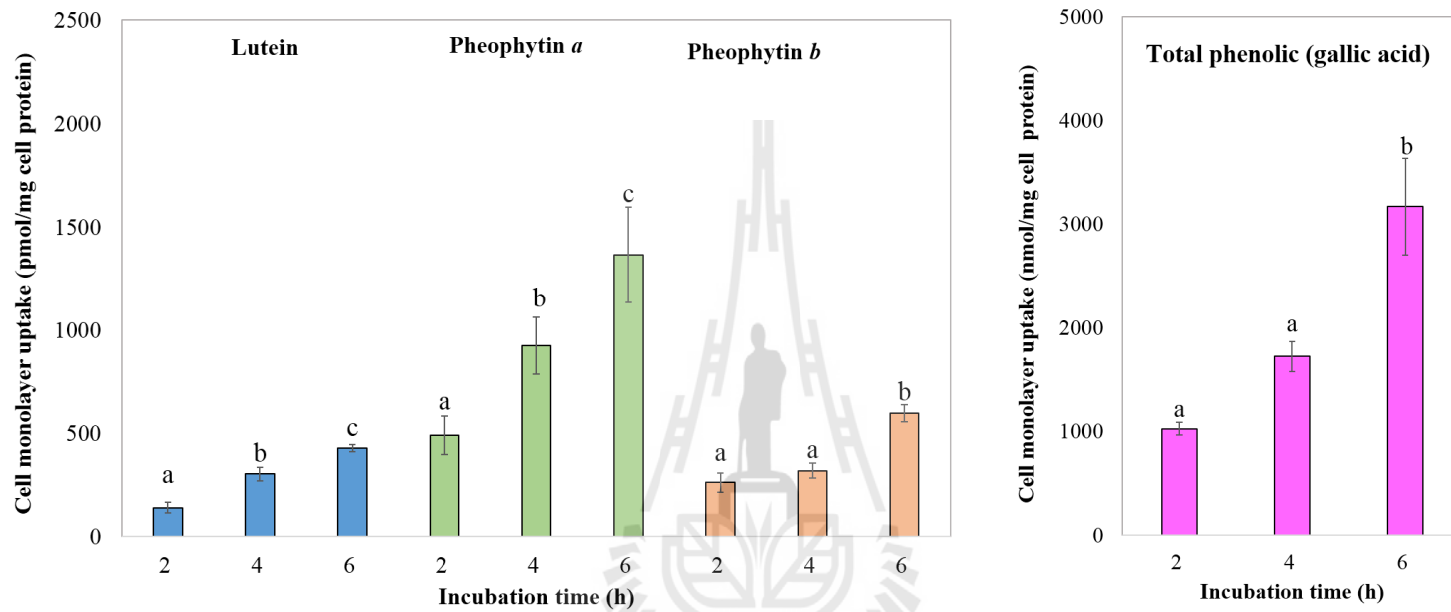 Cell monolayer uptake (pmol/mg cell protein)
2500
2000
1500
1000
500
0
Lutein
Pheophytin a
Pheophytin b
a
b
c
a
b
c
a
a
b
2
4
6
2
4
6
2
4
6
Incubation time (h)
Cell monolayer uptake (nmol/mg cell protein)
5000
4000
3000
2000
1000
0
Total phenolic (gallic acid)
a
a
b
2
4
6
Incubation time (h)